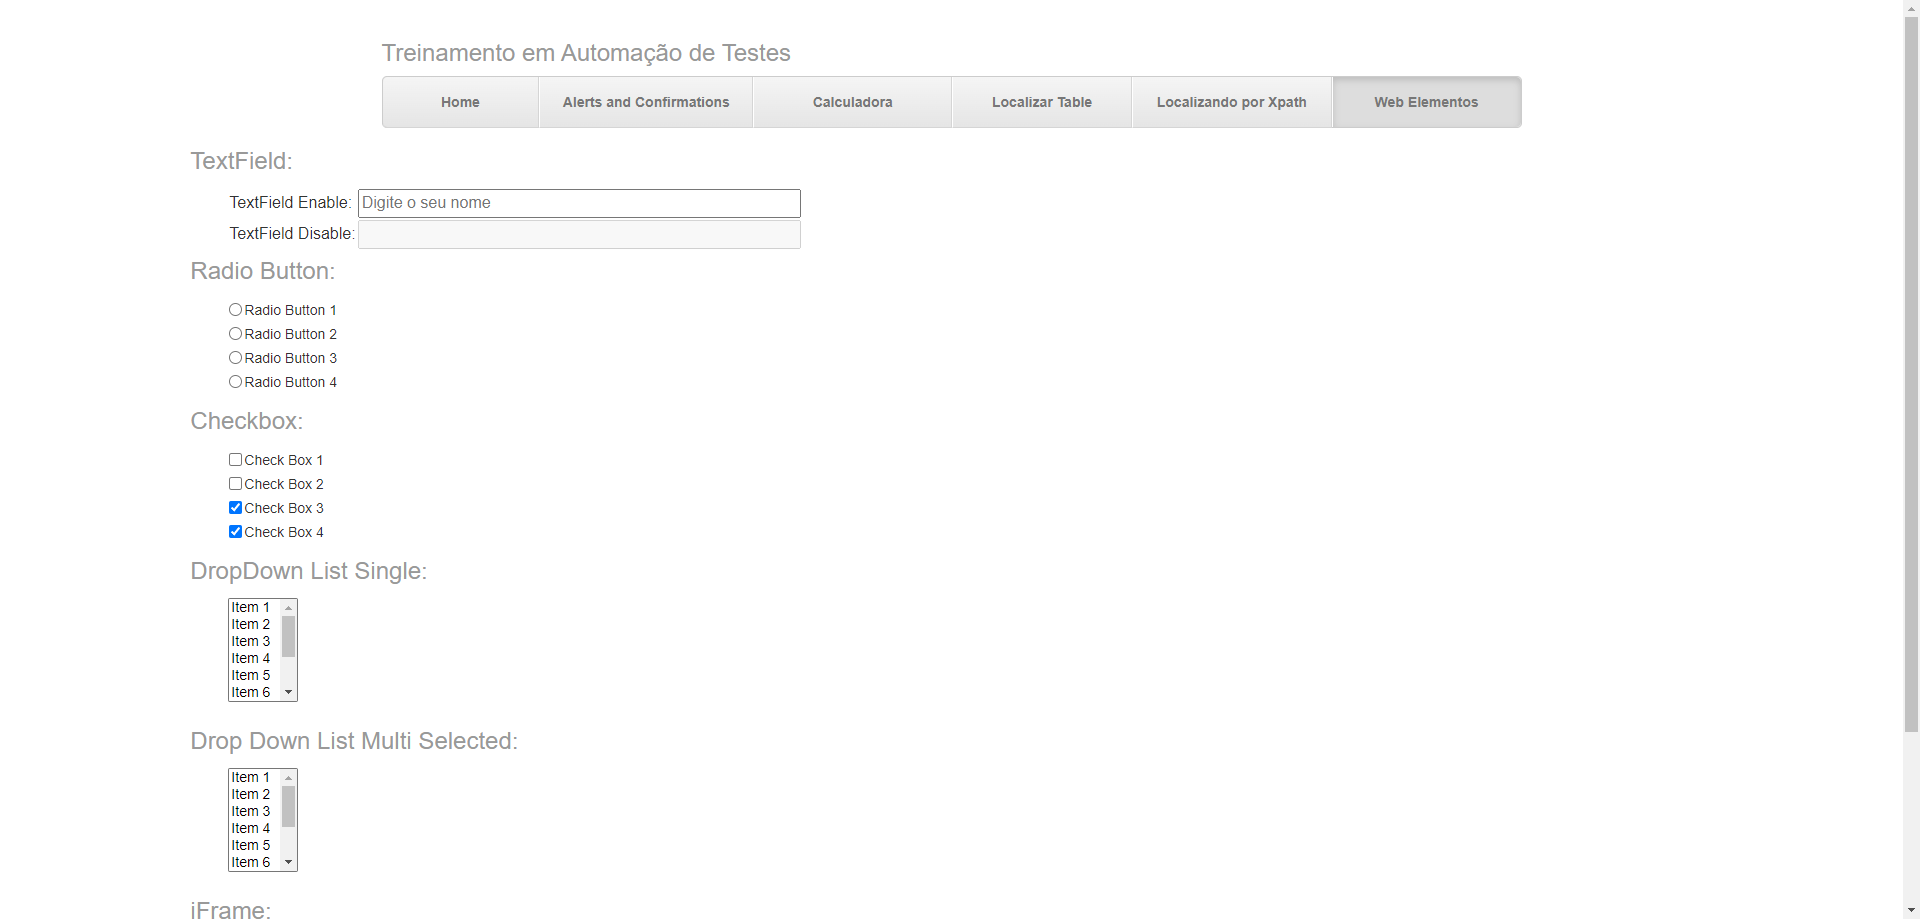 Treinamento em Automação de Testes
Home Alerts and Confirmations Calculadora Localizar Table Localizando por Xpath Web Elementos
TextField:
TextField Enable: Digite o seu nome
TextField Disable:
Radio Button:
Radio Button 1
Radio Button 2
Radio Button 3
Radio Button 4
Checkbox:
Check Box 1
Check Box 2
Check Box 3
Check Box 4
DropDown List Single:
Item 1
Item 2
Item 3
Item 4
Item 5
Item 6
Drop Down List Multi Selected:
Item 1
Item 2
Item 3
Item 4
Item 5
Item 6
iFrame: